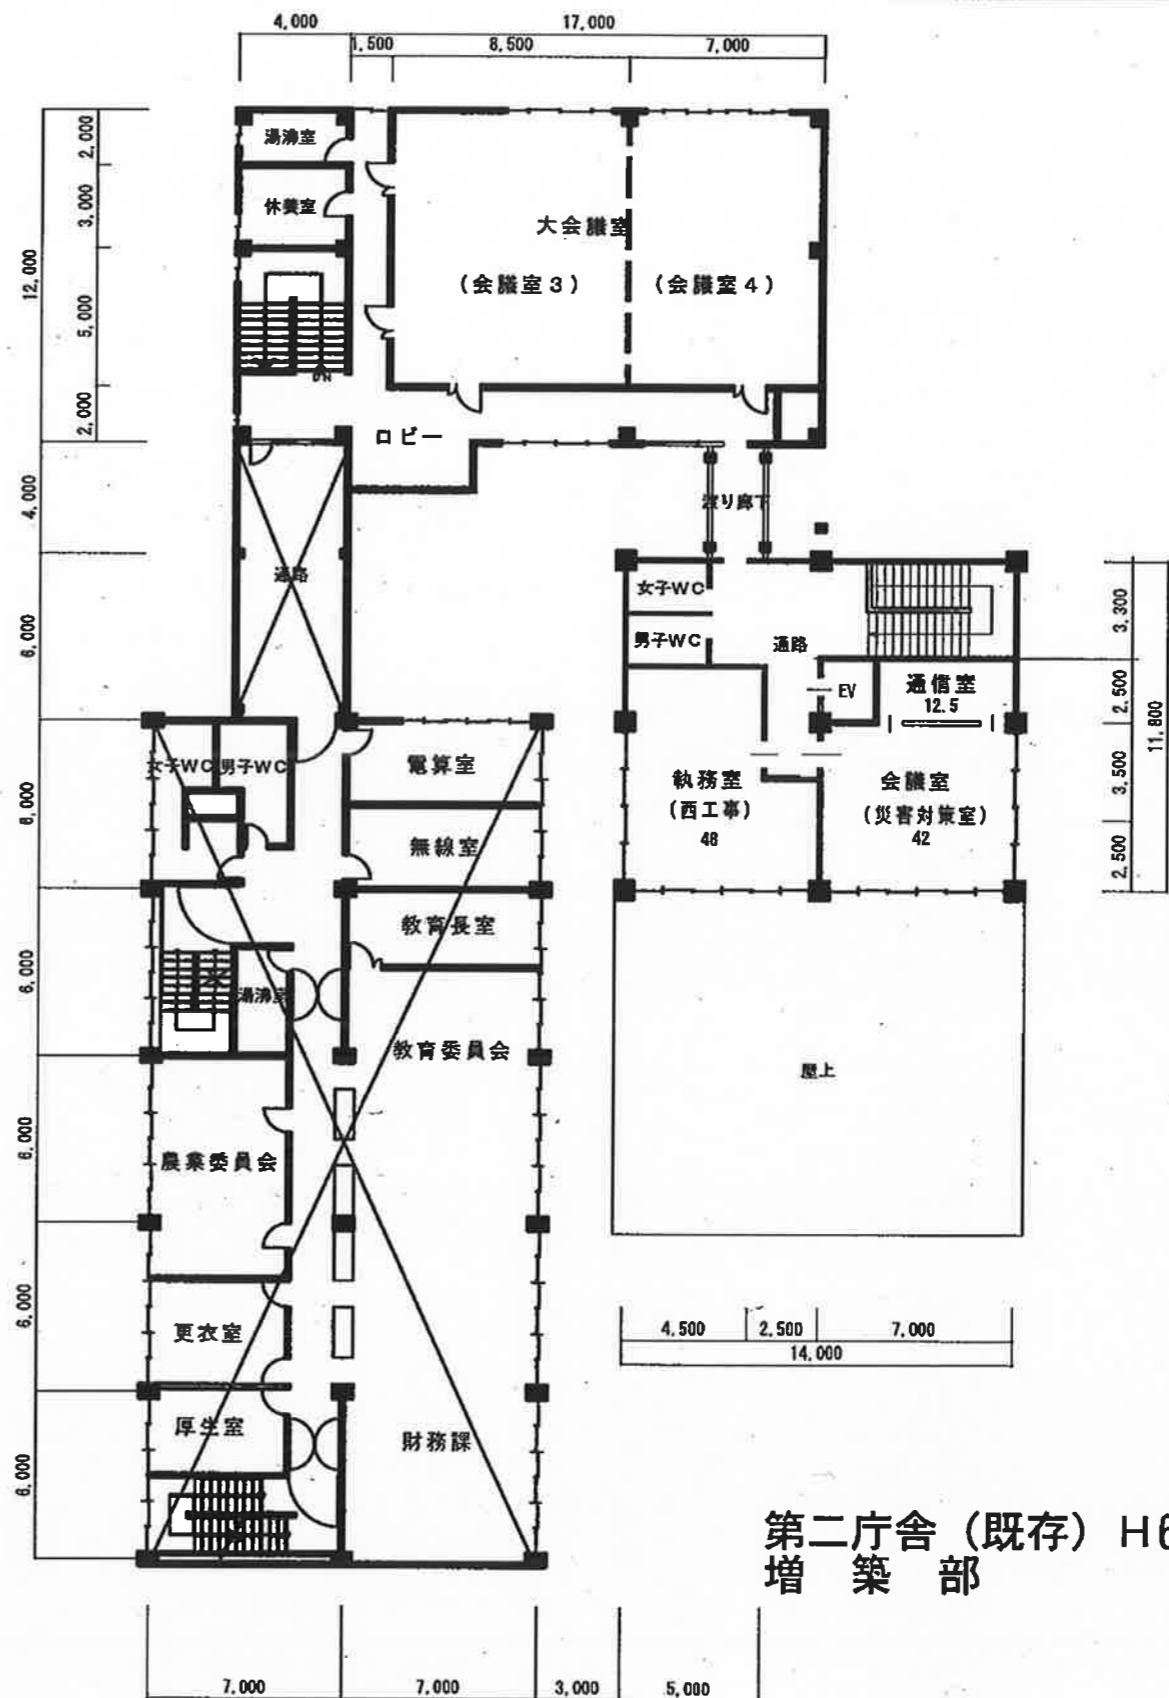 4,000
17,000
1,500
8,500
7,000
2,000
3,000
12,000
5,000
2,000
4,000
6,000
6,000
6,000
6,000
6,000
6,000
湯沸室
休養室
大会議室
(会議室3)
(会議室4)
DN
ロビー
渡り廊下
通路
女子WC
男子WC
通路
EV
通信室
12.5
執務室
(西工事)
48
会議室
(災害対策室)
42
3,300
2,500
3,500
2,500
11,800
屋上
4,500
2,500
7,000
14,000
女子WC
男子WC
電算室
無線室
教育長室
湯沸室
教育委員会
農業委員会
更衣室
厚生室
財務課
第二庁舎(既存)H6
増築部
7,000
7,000
3,000
5,000